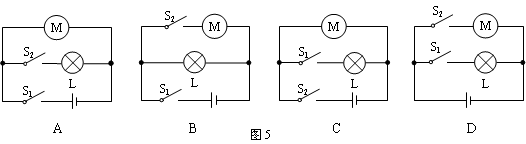 M S₂ L S₁ A
S₂ M L S₁ B
M S₁ L S₂ C
S₂ M S₁ L D
图5